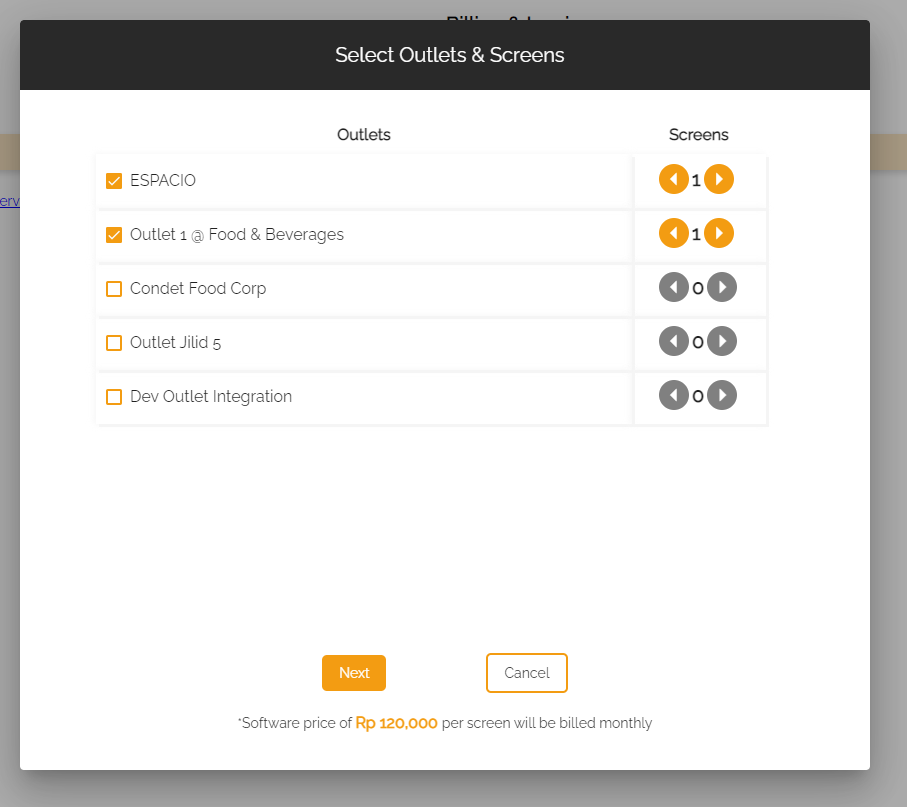 Select Outlets & Screens
Outlets Screens
ESPACIO 1
Outlet 1 @ Food & Beverages 1
Condet Food Corp 0
Outlet Jilid 5 0
Dev Outlet Integration 0
Next Cancel
*Software price of Rp 120,000 per screen will be billed monthly